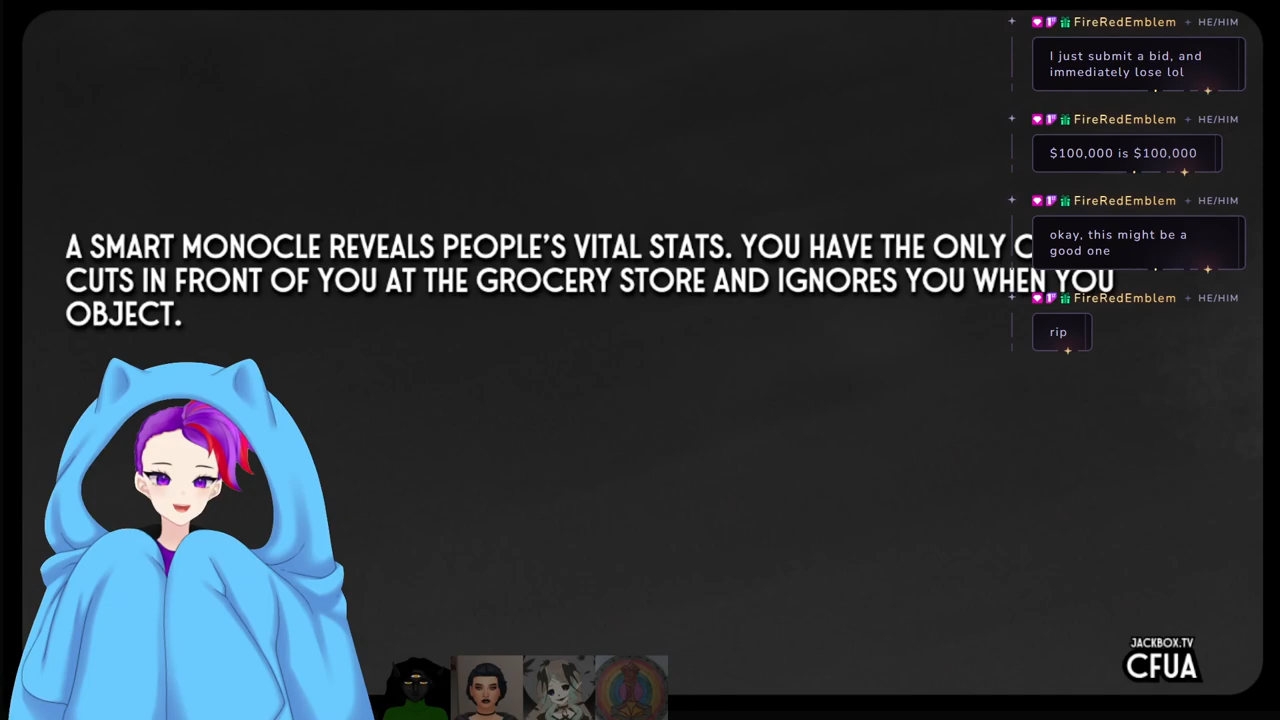 FireRedEmblem HE/HIM
I just submit a bid, and
immediately lose lol
FireRedEmblem HE/HIM
$100,000 is $100,000
FireRedEmblem HE/HIM
okay, this might be a
good one
FireRedEmblem HE/HIM
rip
A SMART MONOCLE REVEALS PEOPLE'S VITAL STATS. YOU HAVE THE ONLY
CUTS IN FRONT OF YOU AT THE GROCERY STORE AND IGNORES YOU WHEN YOU
OBJECT.
JACKBOX.TV
CFUA